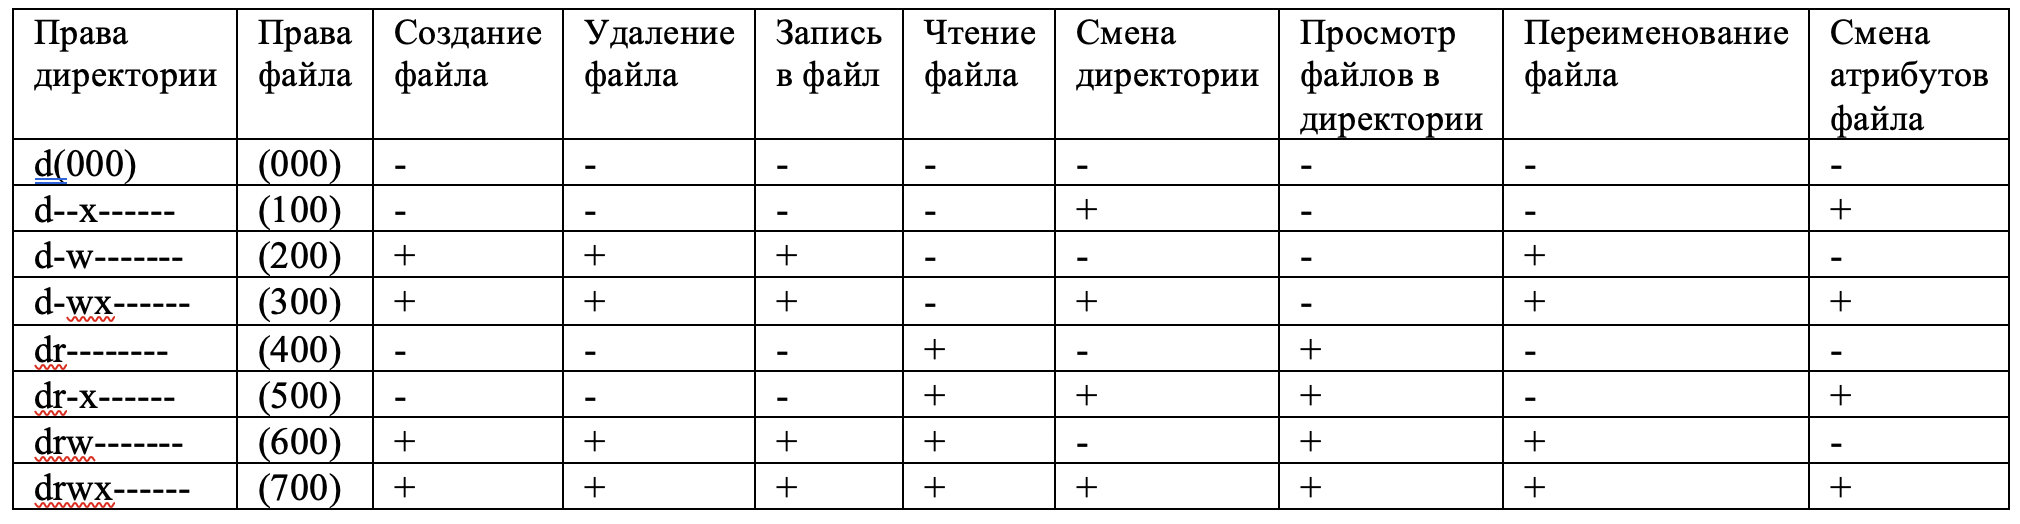 Права директории | Права файла | Создание файла | Удаление файла | Запись в файл | Чтение файла | Смена директории | Просмотр файлов в директории | Переименование файла | Смена атрибутов файла
d(000) | (000) | - | - | - | - | - | - | - | -
d--x------ | (100) | - | - | - | - | + | - | - | +
d-w------- | (200) | + | + | + | - | - | - | + | -
d-wx------ | (300) | + | + | + | - | + | - | + | +
dr-------- | (400) | - | - | - | + | - | + | - | -
dr-x------ | (500) | - | - | - | + | + | + | - | +
drw------- | (600) | + | + | + | + | - | + | + | -
drwx------ | (700) | + | + | + | + | + | + | + | +